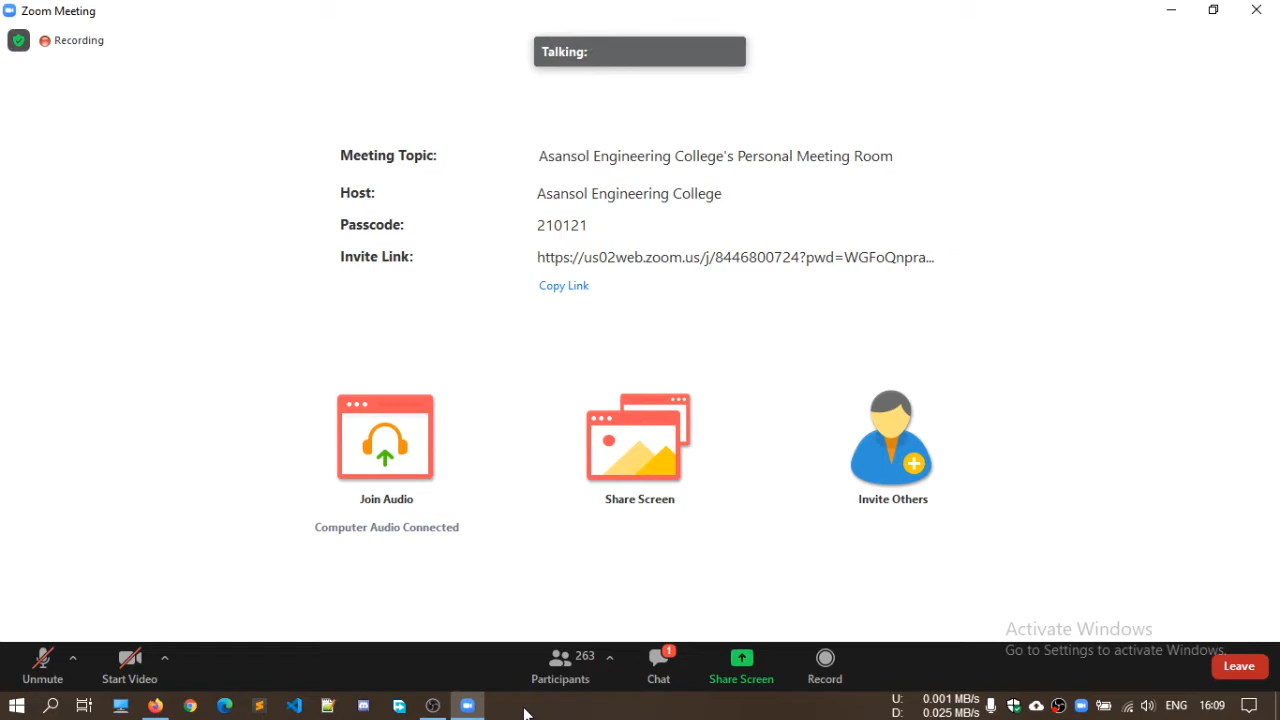 Zoom Meeting
Recording
Talking:
Meeting Topic: Asansol Engineering College's Personal Meeting Room
Host: Asansol Engineering College
Passcode: 210121
Invite Link: https://us02web.zoom.us/j/8446800724?pwd=WGFoQnpra...
Copy Link
Join Audio Share Screen Invite Others
Computer Audio Connected
Activate Windows
Go to Settings to activate Windows.
263 1
Unmute Start Video Participants Chat Share Screen Record Leave
U: 0.001 MB/s
D: 0.025 MB/s
ENG 16:09